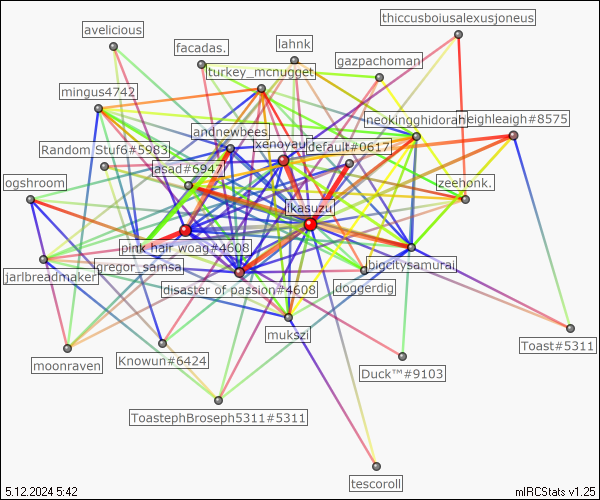 thiccusboiusalexusjoneus
avelicious
lahnk
facadas.
gazpachoman
turkey_mcnugget
mingus4742
neokingghidorah
heighleaigh#8575
andnewbees
xenoyaui
default#0617
Random Stuf6#5983
asad#6947
ogshroom
zeehonk.
ikasuzu
pink hair woag#4608
gregor_samsa
bigcitysamurai
jarlbreadmaker
disaster of passion#4608
doggerdig
mukszi
Toast#5311
moonraven
Knowun#6424
Duck™#9103
ToastephBroseph5311#5311
tescoroll
5.12.2024 5:42
mIRCStats v1.25